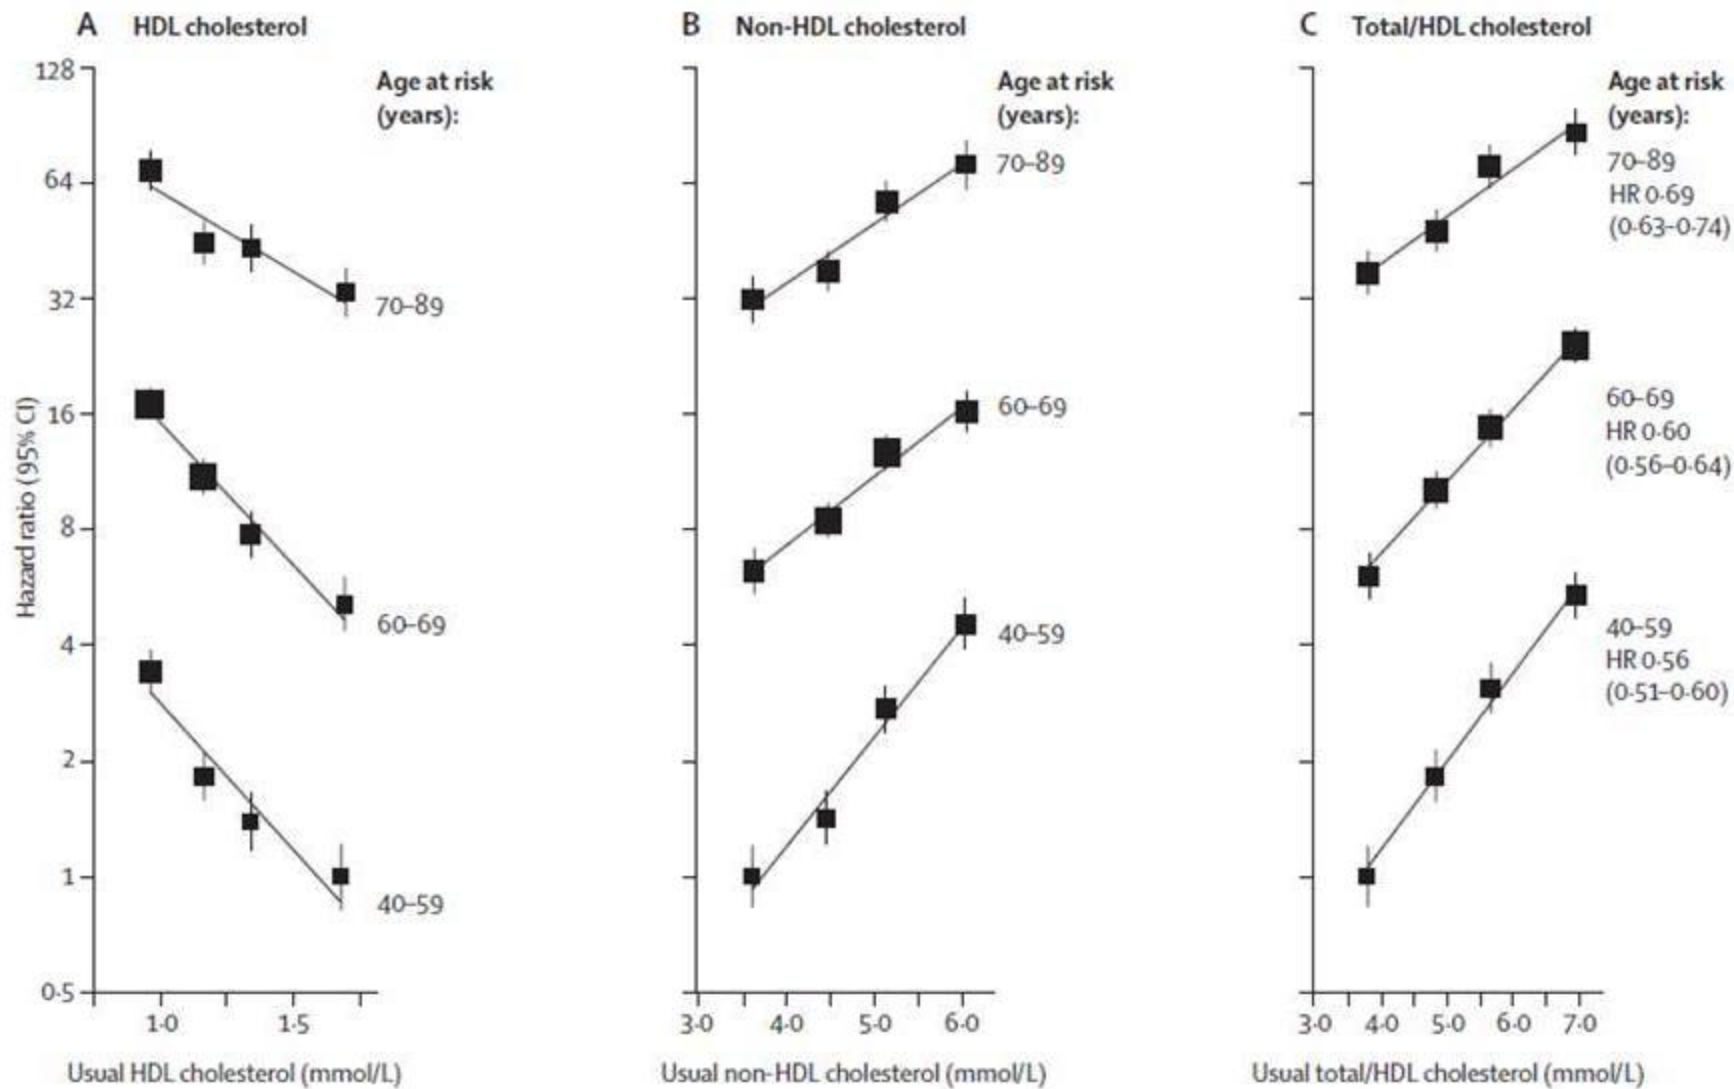 A HDL cholesterol
128
64
32
16
8
4
2
1
0·5
Hazard ratio (95% CI)
Age at risk
(years):
70–89
60–69
40–59
1·0 1·5
Usual HDL cholesterol (mmol/L)
B Non-HDL cholesterol
Age at risk
(years):
70–89
60–69
40–59
3·0 4·0 5·0 6·0
Usual non-HDL cholesterol (mmol/L)
C Total/HDL cholesterol
Age at risk
(years):
70–89
HR 0·69
(0·63–0·74)
60–69
HR 0·60
(0·56–0·64)
40–59
HR 0·56
(0·51–0·60)
3·0 4·0 5·0 6·0 7·0
Usual total/HDL cholesterol (mmol/L)